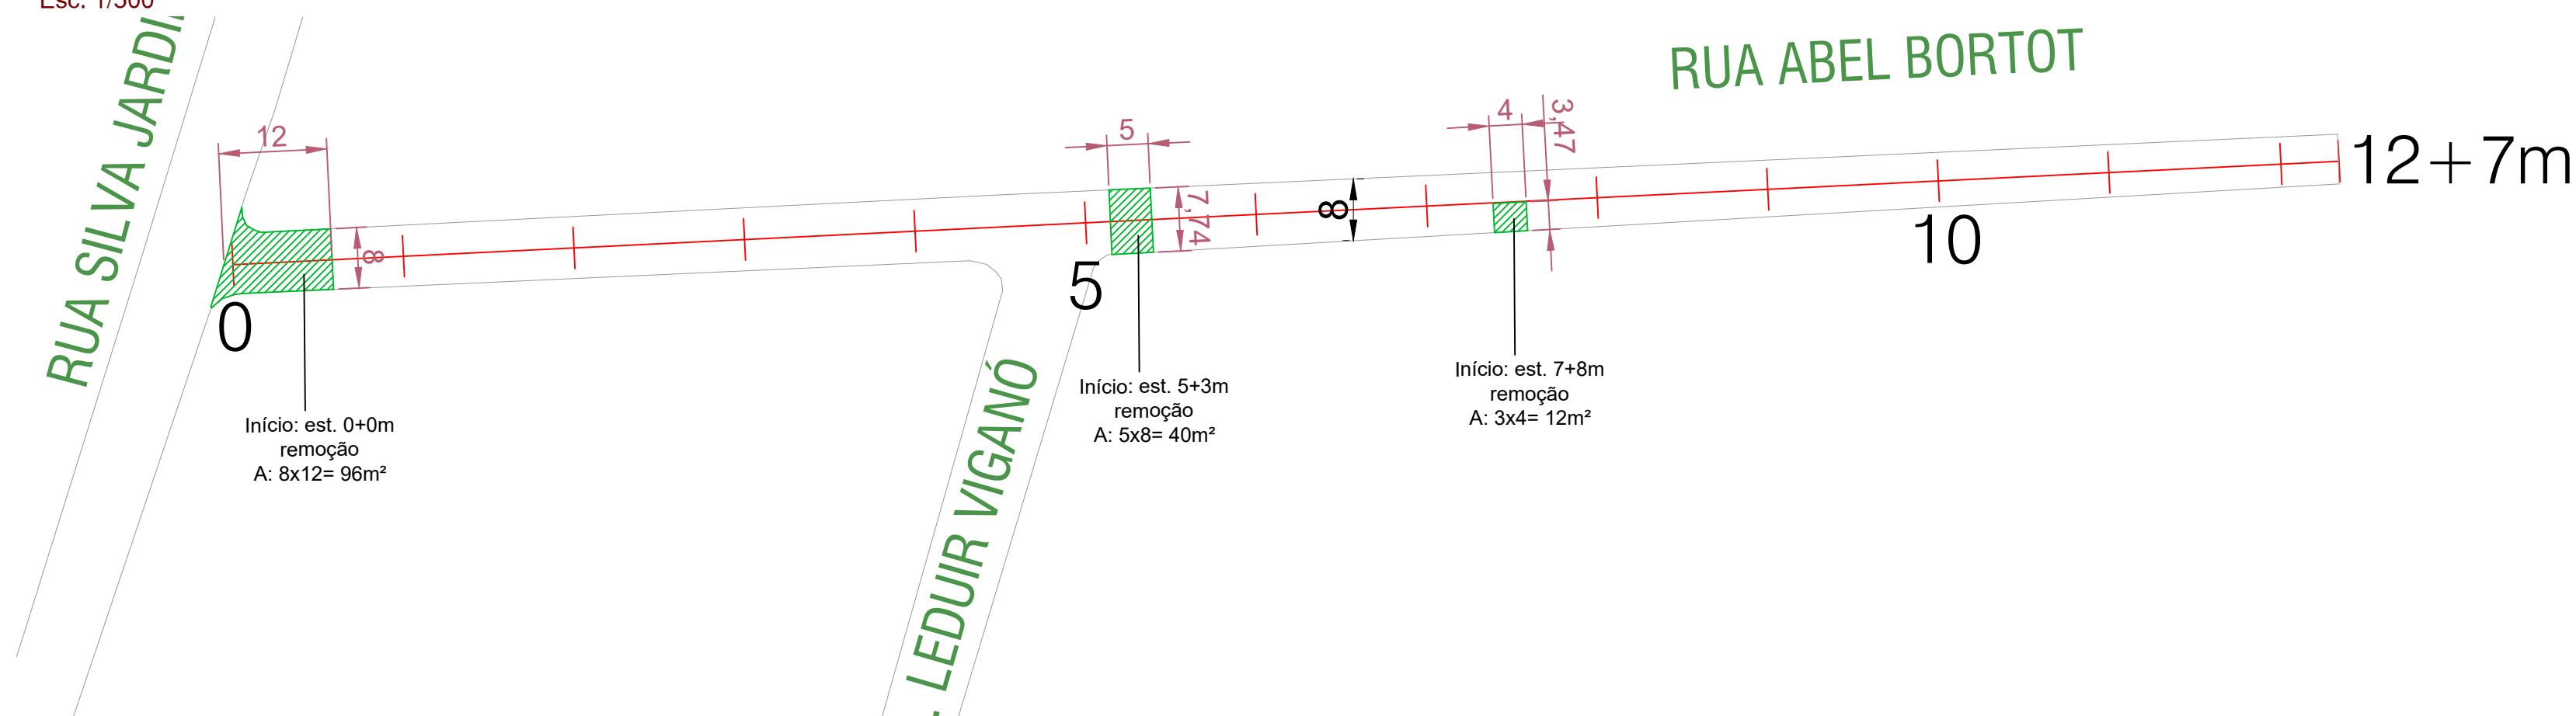 RUA SILVA
RUA ABEL BORTOT
12
8
0
Início: est. 0+0m
remoção
A: 8x12= 96m²
5
7,74
5
Início: est. 5+3m
remoção
A: 5x8= 40m²
LEDUIR VIGANÓ
8
4
3,47
Início: est. 7+8m
remoção
A: 3x4= 12m²
10
12+7m